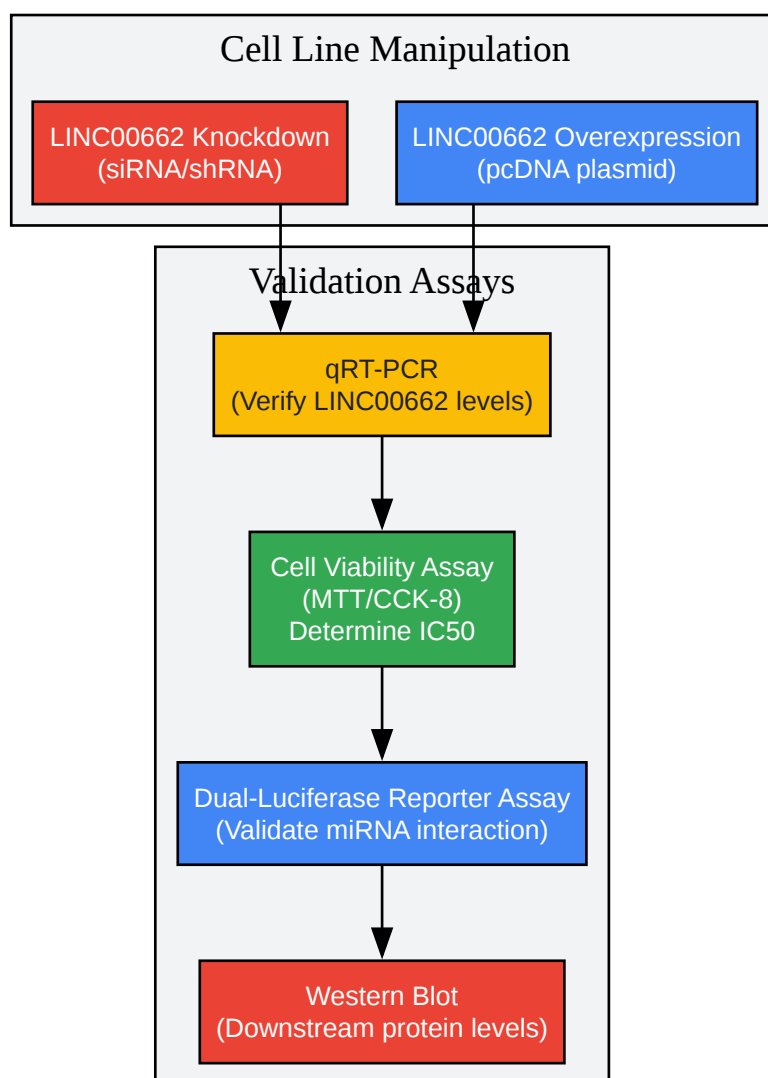 Cell Line Manipulation
LINC00662 Knockdown
(siRNA/shRNA)
LINC00662 Overexpression
(pcDNA plasmid)
Validation Assays
qRT-PCR
(Verify LINC00662 levels)
Cell Viability Assay
(MTT/CCK-8)
Determine IC50
Dual-Luciferase Reporter Assay
(Validate miRNA interaction)
Western Blot
(Downstream protein levels)